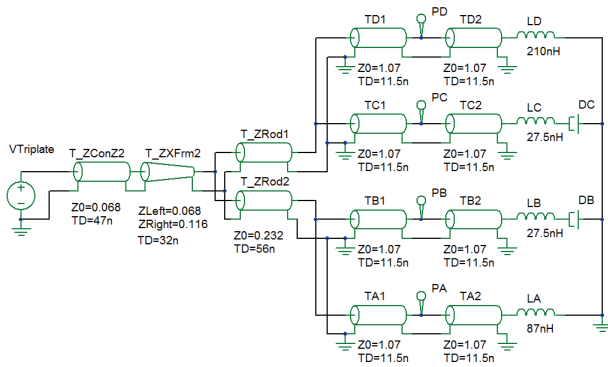 TD1
PD
TD2
LD
Z0=1.07
TD=11.5n
Z0=1.07
TD=11.5n
210nH
TC1
PC
TC2
LC
DC
Z0=1.07
TD=11.5n
Z0=1.07
TD=11.5n
27.5nH
VTriplate
T_ZConZ2
T_ZXFrm2
T_ZRod1
T_ZRod2
Z0=0.068
TD=47n
ZLeft=0.068
ZRight=0.116
TD=32n
Z0=0.232
TD=56n
TB1
PB
TB2
LB
DB
Z0=1.07
TD=11.5n
Z0=1.07
TD=11.5n
27.5nH
TA1
PA
TA2
LA
Z0=1.07
TD=11.5n
Z0=1.07
TD=11.5n
87nH